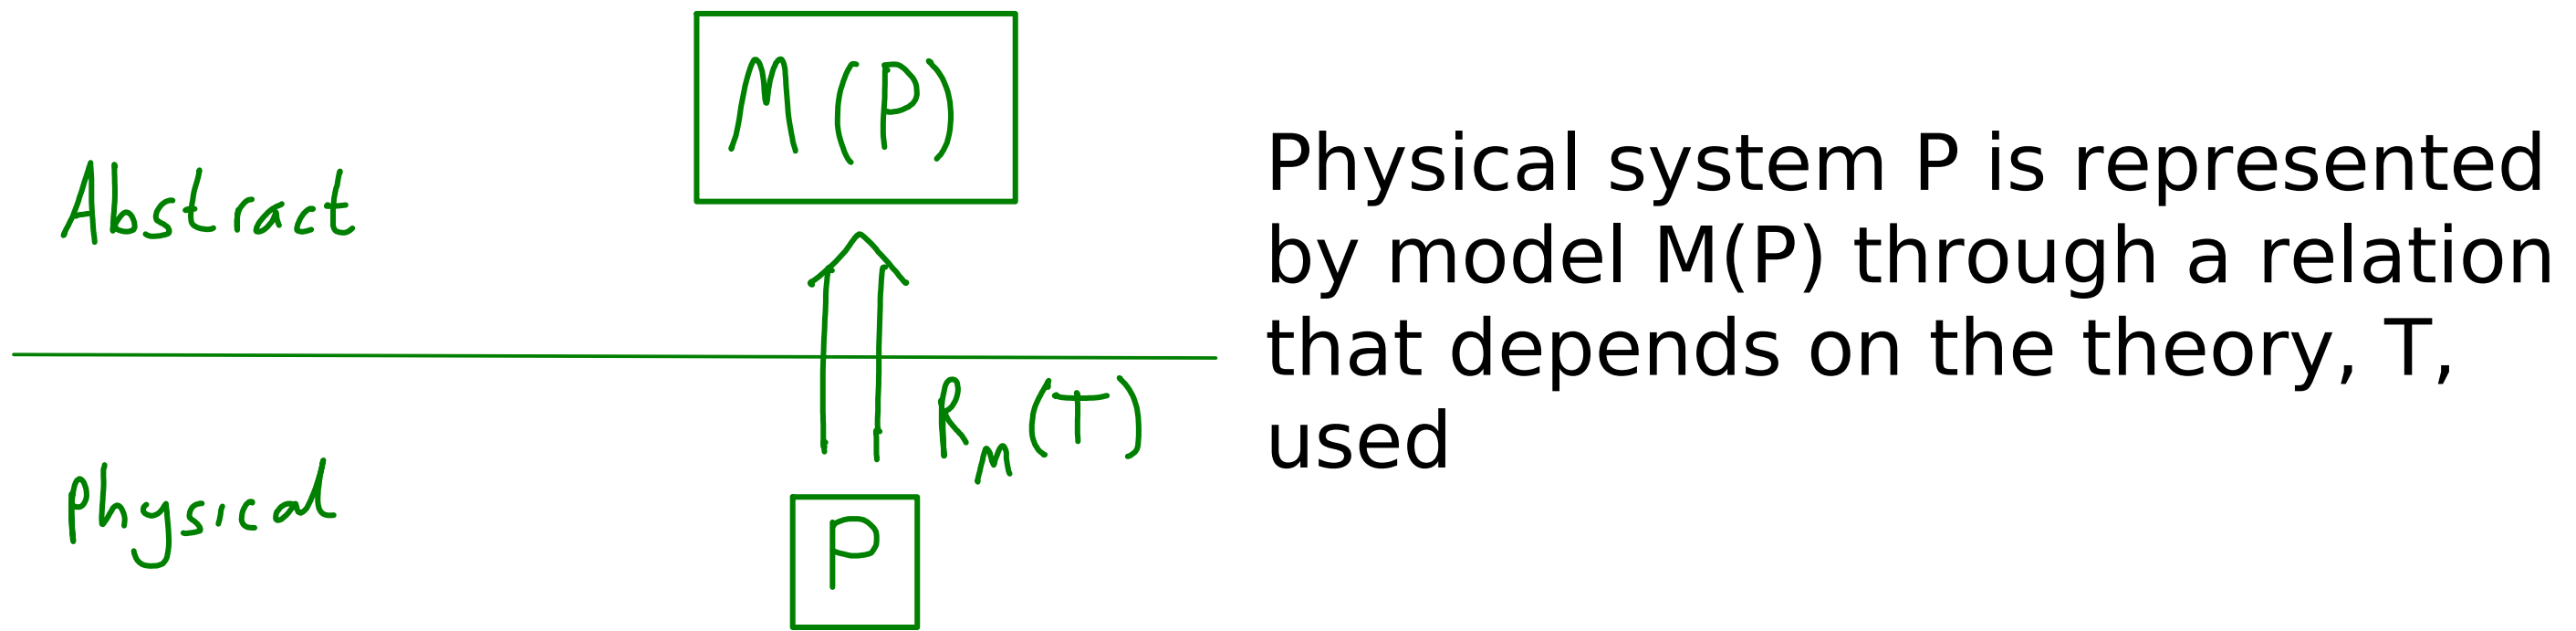 M(P)
Abstract
R_M(T)
Physical
P
Physical system P is represented
by model M(P) through a relation
that depends on the theory, T,
used